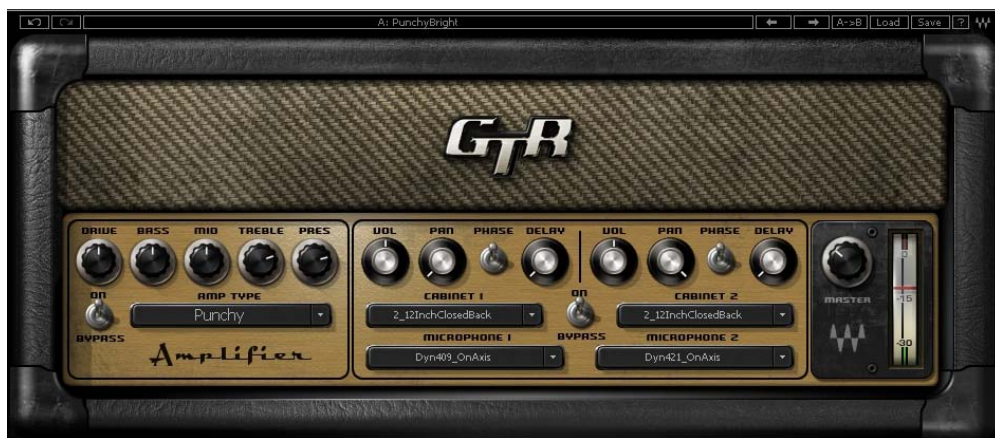 A: PunchyBright
A->B Load Save ?
GTR
DRIVE BASS MID TREBLE PRES
VOL PAN PHASE DELAY
VOL PAN PHASE DELAY
ON
AMP TYPE
Punchy
BYPASS
Amplifier
CABINET 1
2_12InchClosedBack
ON
CABINET 2
2_12InchClosedBack
MICROPHONE 1
BYPASS
MICROPHONE 2
Dyn409_OnAxis
Dyn421_OnAxis
MASTER
3
-15
-30